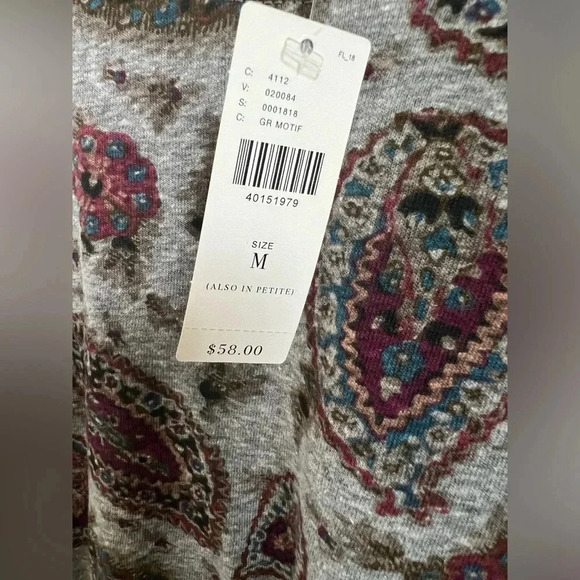 FL_18
C: 4112
V: 020084
S: 0001818
C: GR MOTIF
40151979
SIZE
M
(ALSO IN PETITE)
$58.00